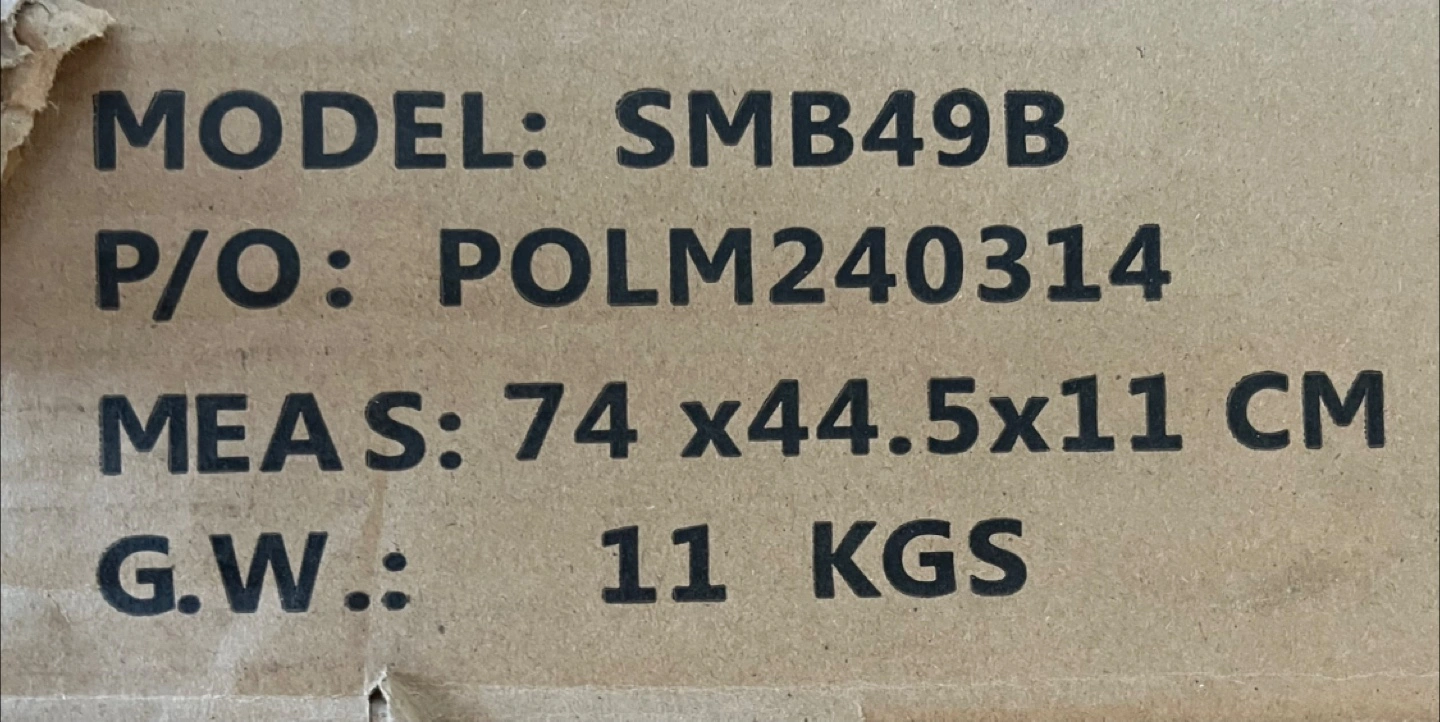 MODEL: SMB49B
P/O: POLM240314
MEAS: 74 x44.5x11 CM
G.W.: 11 KGS